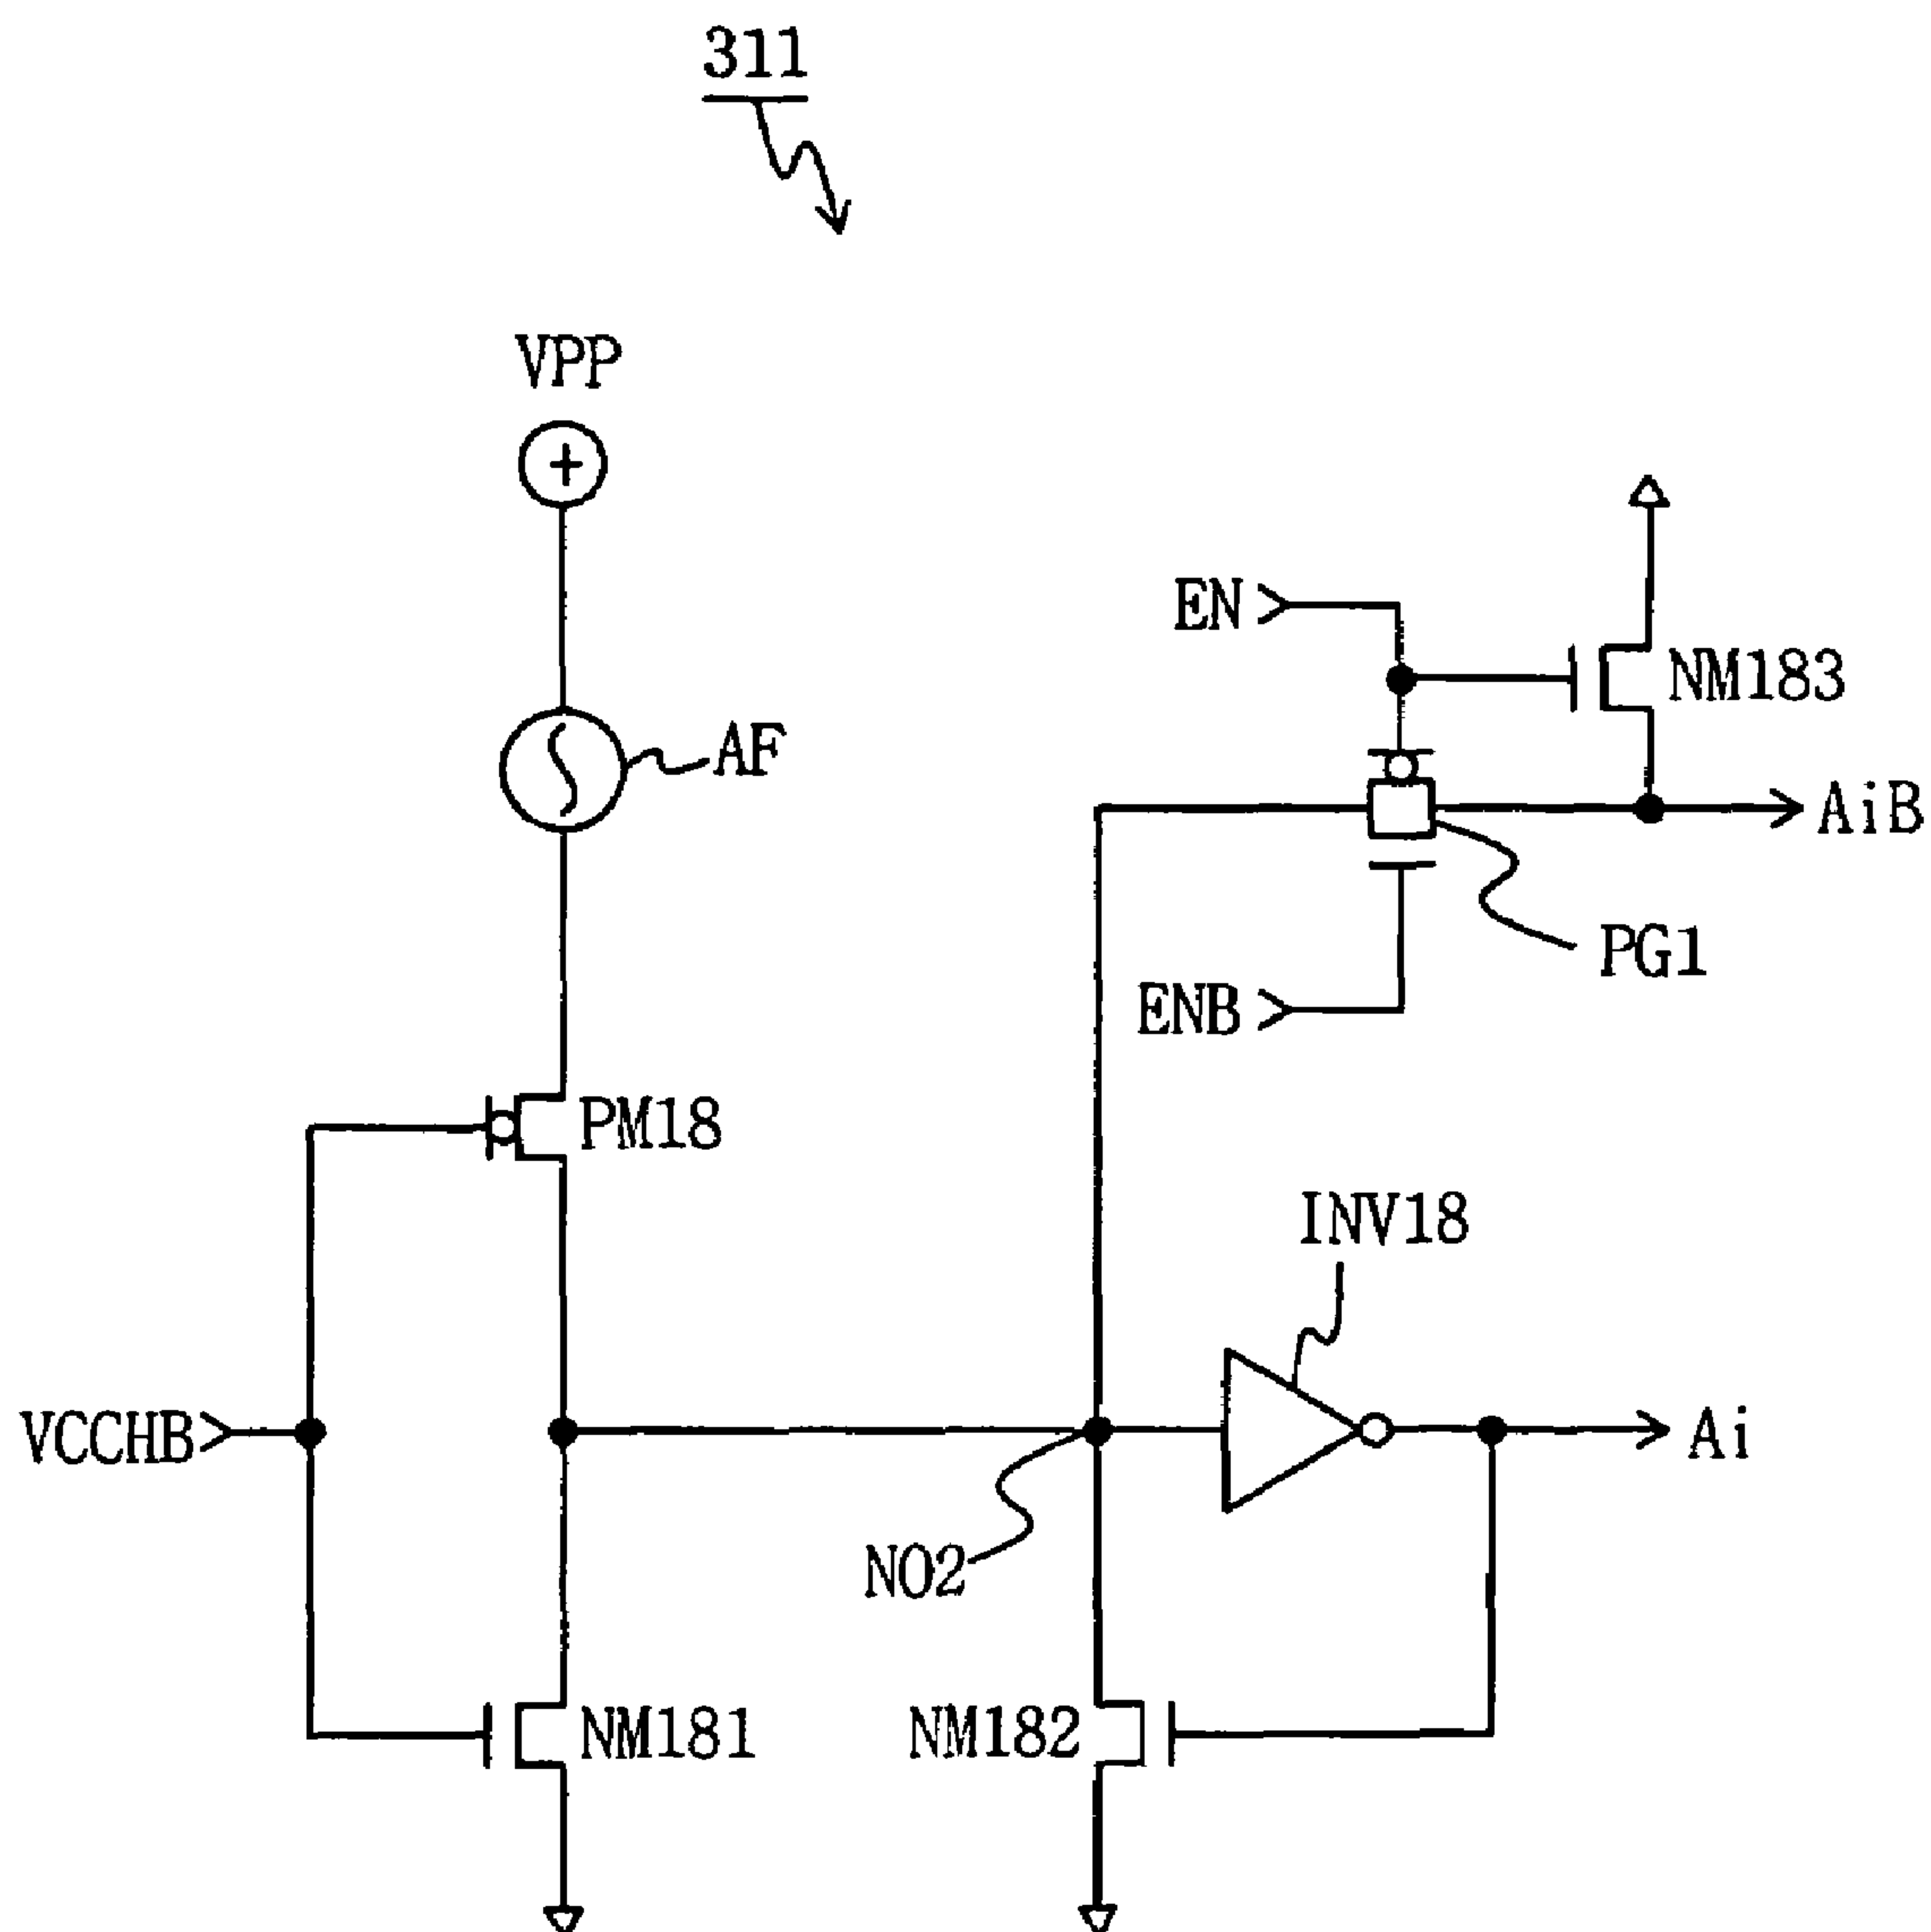 311
VPP
EN
NM183
AF
AiB
PG1
ENB
PM18
INV18
VCCHB
Ai
NO2
NM181
NM182